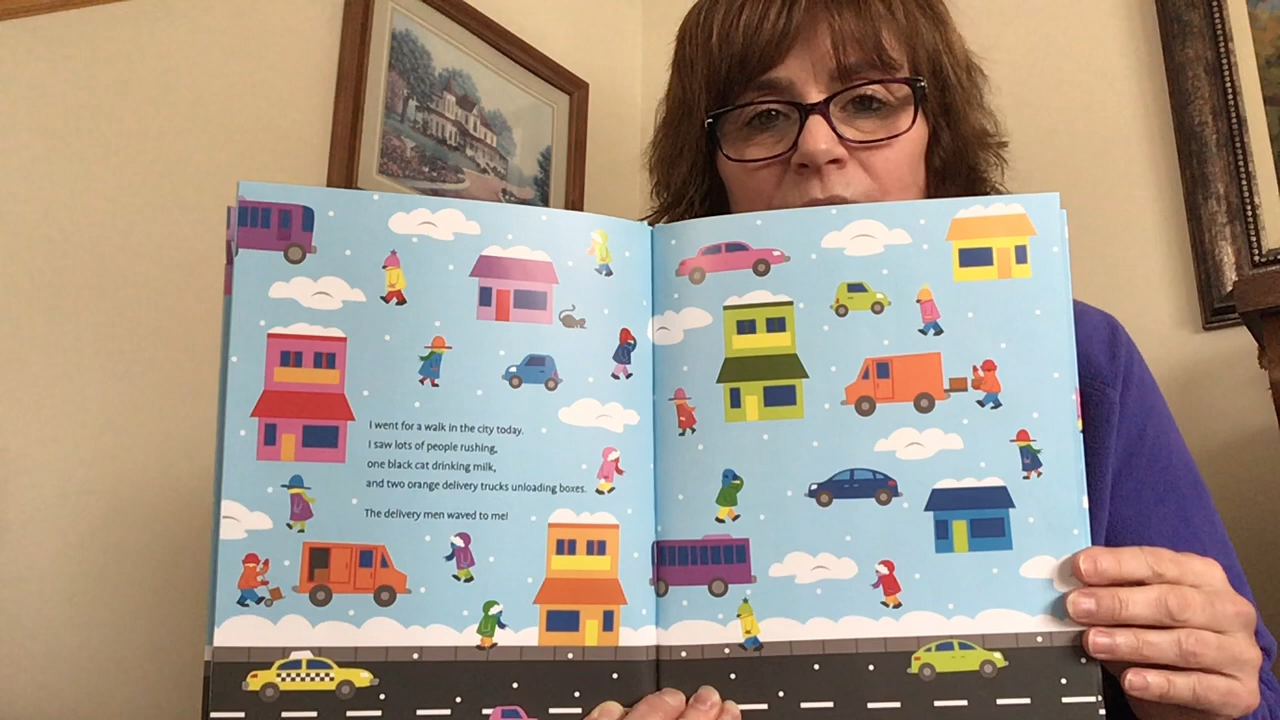 I went for a walk in the city today.
I saw lots of people rushing,
one black cat drinking milk,
and two orange delivery trucks unloading boxes.
The delivery men waved to me!